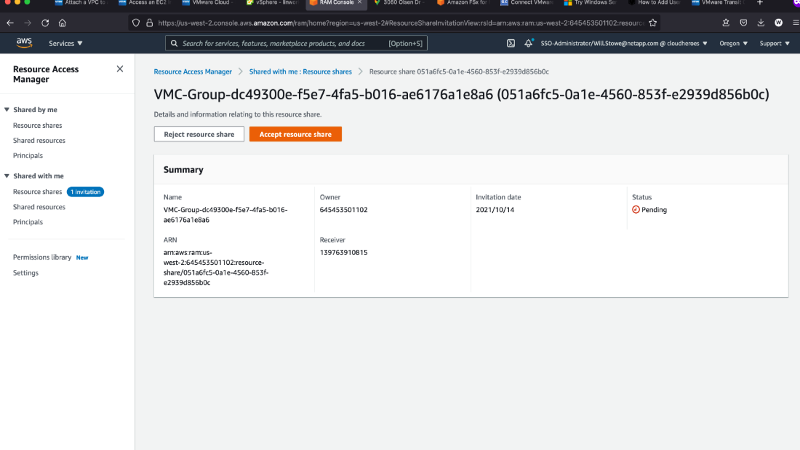 Attach a VPC to
Access an EC2
VMware Cloud
vSphere
RAM Console
Amazon FSx for
Connect VMware
Try Windows Se
How to Add User
VMware Transit
https://us-west-2.console.aws.amazon.com/ram/home?region=us-west-2#ResourceShareInvitationView:rsId=arn:aws:ram:us-west-2:645453501102:resourc
aws
Services
Search for services, features, marketplace products, and docs
[Option+S]
SSO-Administrator/WillStowe@netapp.com @ cloudheroes
Oregon
Support
Resource Access
Manager
Resource Access Manager
Shared with me : Resource shares
Resource share 051a6fc5-0a1e-4560-853f-e2939d856b0c
VMC-Group-dc49300e-f5e7-4fa5-b016-ae6176a1e8a6 (051a6fc5-0a1e-4560-853f-e2939d856b0c)
Details and information relating to this resource share.
Reject resource share
Accept resource share
Shared by me
Resource shares
Shared resources
Principals
Shared with me
Resource shares 1 invitation
Shared resources
Principals
Permissions library New
Settings
Summary
Name
VMC-Group-dc49300e-f5e7-4fa5-b016-
ae6176a1e8a6
Owner
645453501102
Invitation date
2021/10/14
Status
Pending
ARN
arn:aws:ram:us-
west-2:645453501102:resource-
share/051a6fc5-0a1e-4560-853f-
e2939d856b0c
Receiver
139763910815